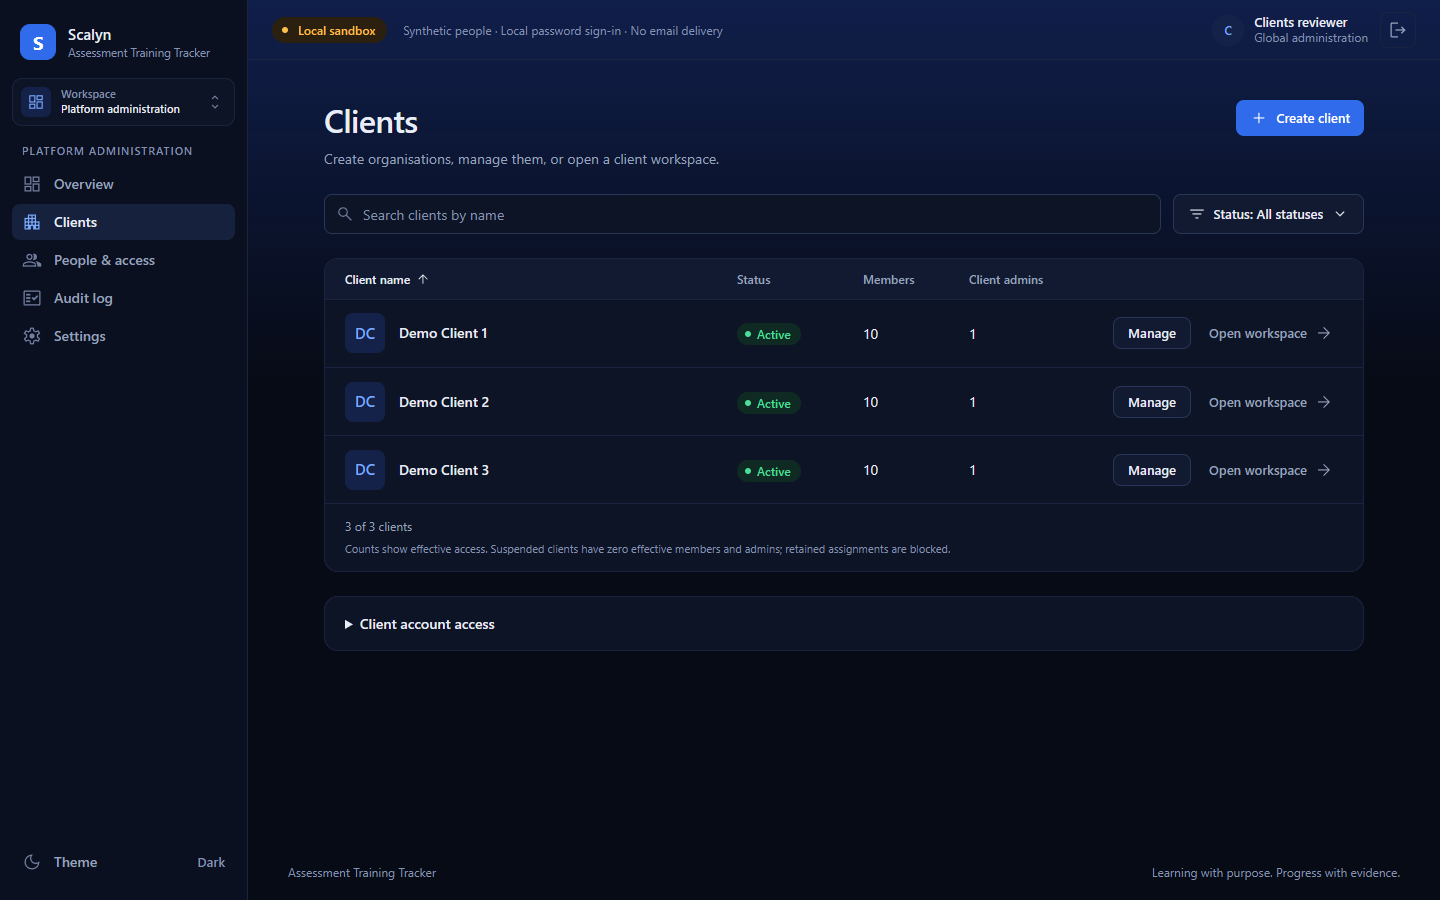 S
Scalyn
Assessment Training Tracker
Workspace
Platform administration
PLATFORM ADMINISTRATION
Overview
Clients
People & access
Audit log
Settings
Theme
Dark
Local sandbox
Synthetic people · Local password sign-in · No email delivery
C
Clients reviewer
Global administration
Clients
Create organisations, manage them, or open a client workspace.
Create client
Search clients by name
Status: All statuses
Client name Status Members Client admins
DC Demo Client 1 Active 10 1 Manage Open workspace
DC Demo Client 2 Active 10 1 Manage Open workspace
DC Demo Client 3 Active 10 1 Manage Open workspace
3 of 3 clients
Counts show effective access. Suspended clients have zero effective members and admins; retained assignments are blocked.
Client account access
Assessment Training Tracker
Learning with purpose. Progress with evidence.